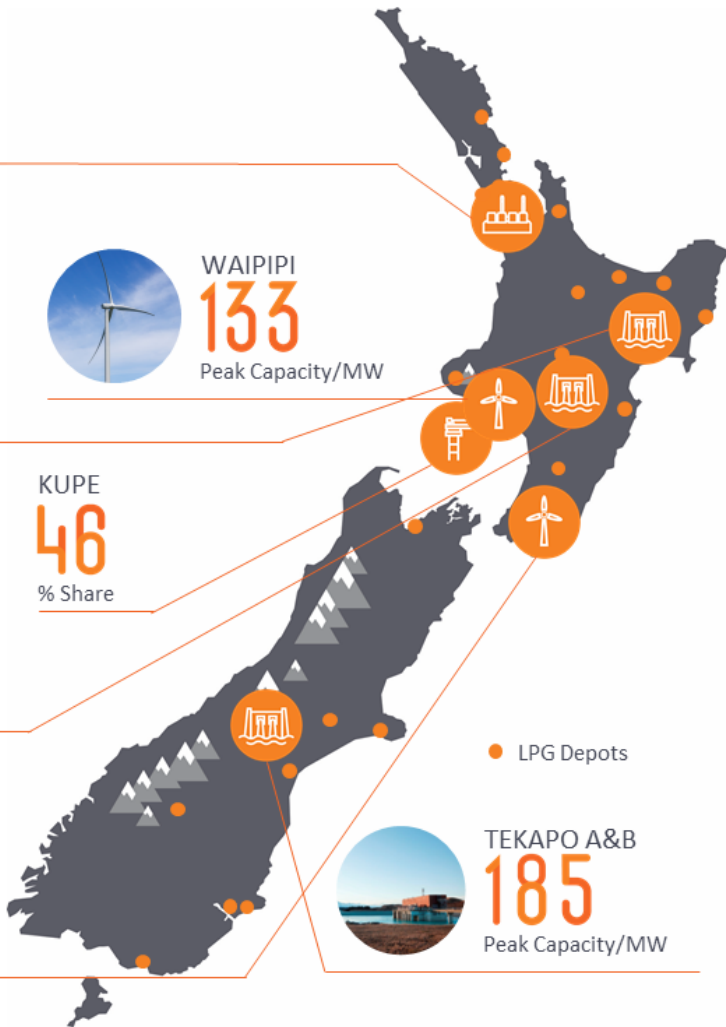 WAIPIPI
133
Peak Capacity/MW
KUPE
46
% Share
LPG Depots
TEKAPO A&B
185
Peak Capacity/MW